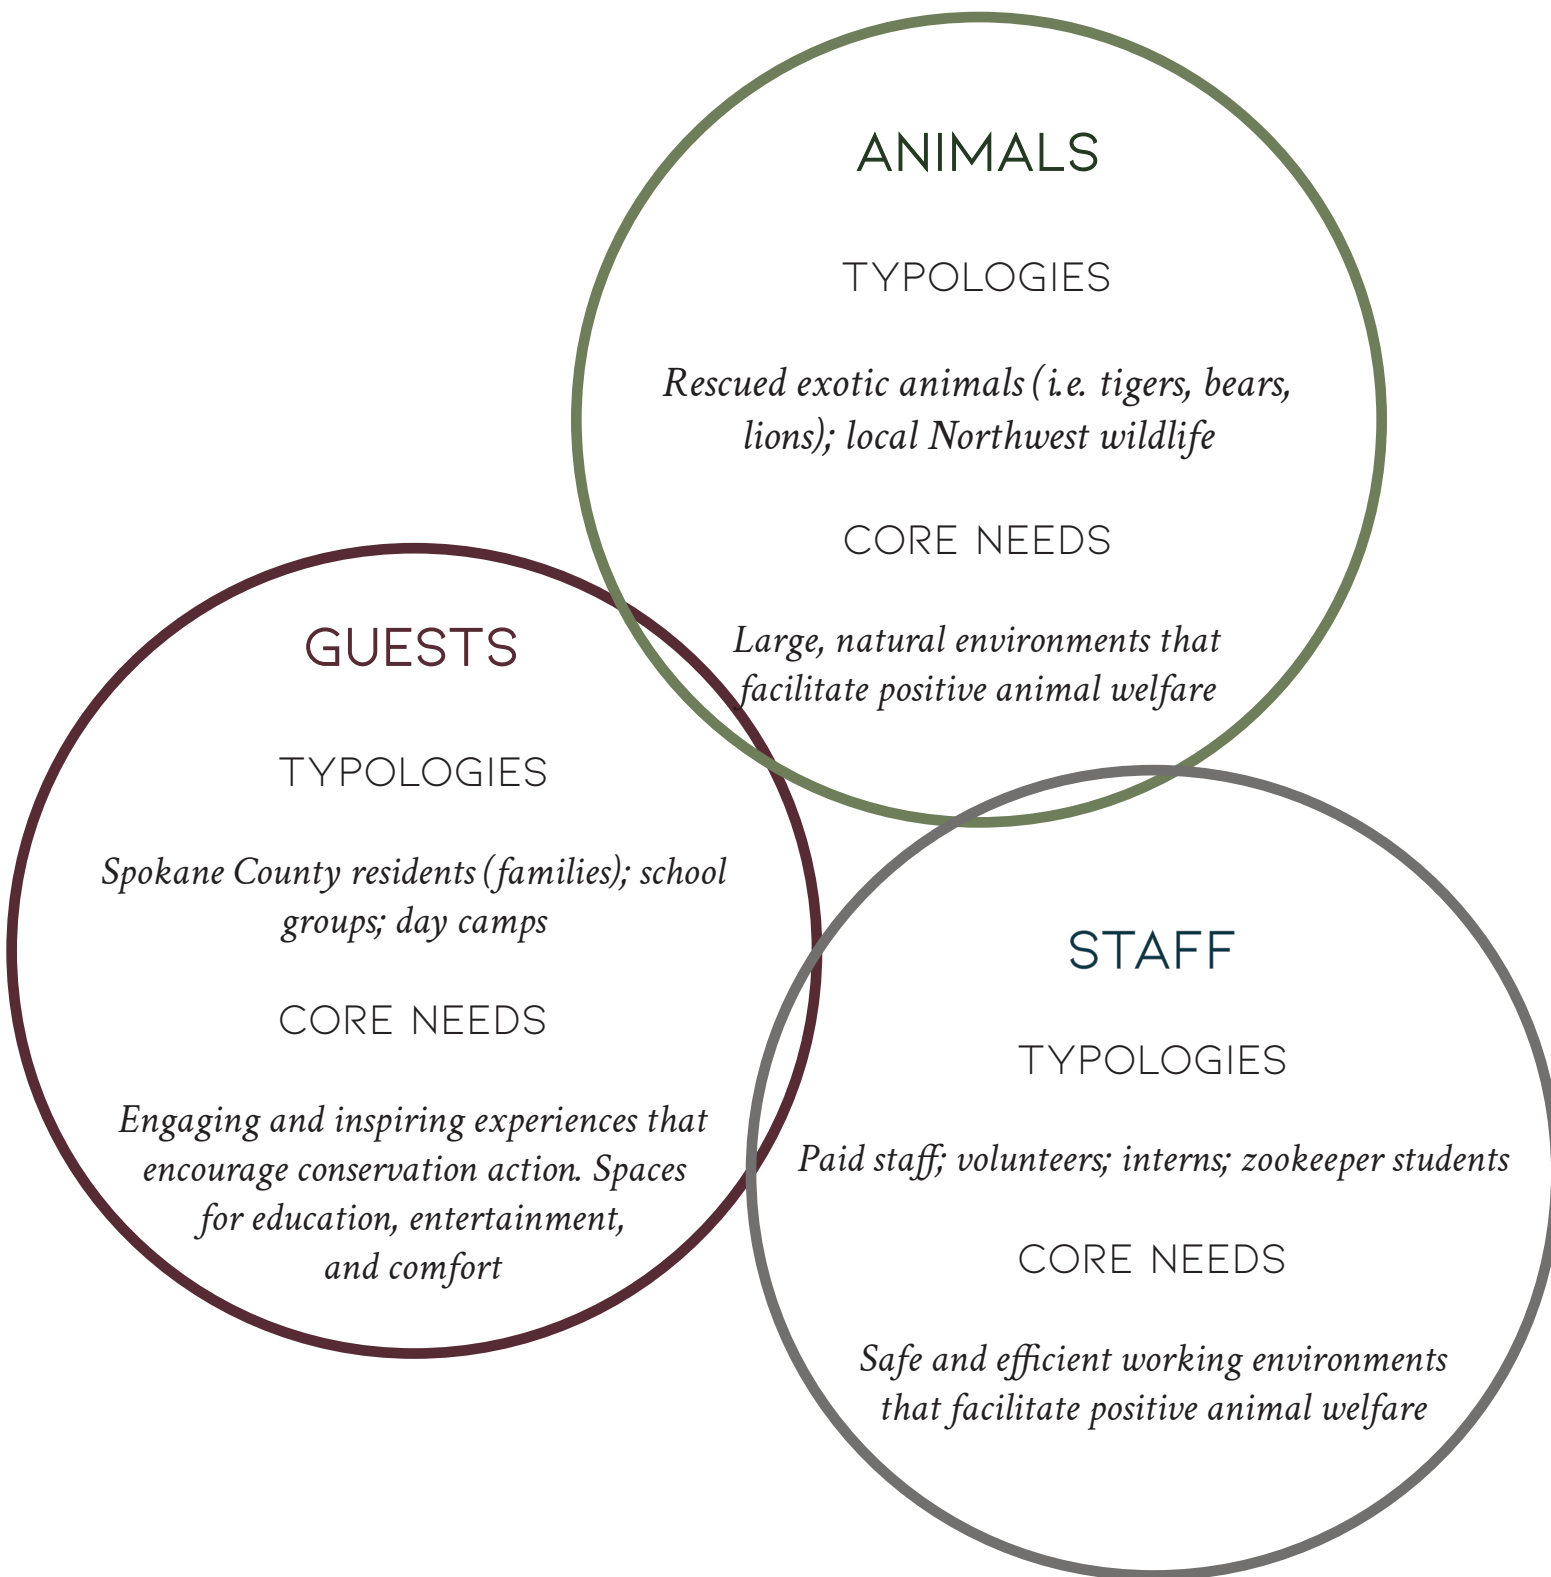 ANIMALS
TYPOLOGIES
Rescued exotic animals (i.e. tigers, bears,
lions); local Northwest wildlife
CORE NEEDS
Large, natural environments that
facilitate positive animal welfare
GUESTS
TYPOLOGIES
Spokane County residents (families); school
groups; day camps
CORE NEEDS
Engaging and inspiring experiences that
encourage conservation action. Spaces
for education, entertainment,
and comfort
STAFF
TYPOLOGIES
Paid staff; volunteers; interns; zookeeper students
CORE NEEDS
Safe and efficient working environments
that facilitate positive animal welfare